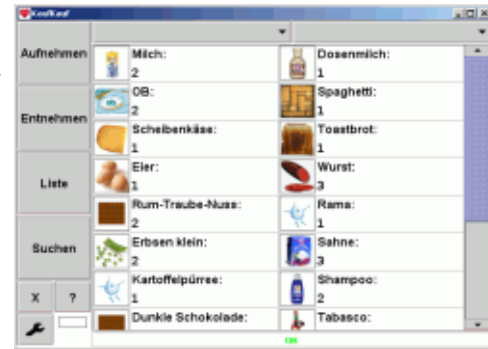 KaufKauf
Aufnehmen
Entnehmen
Liste
Suchen
X ?
Milch:
2
Dosenmilch:
1
OB:
2
Spaghetti:
1
Scheibenkäse:
1
Toastbrot:
1
Eier:
1
Wurst:
3
Rum-Traube-Nuss:
2
Rama:
1
Erbsen klein:
2
Sahne:
3
Kartoffelpürree:
1
Shampoo:
2
Dunkle Schokolade:
Tabasco:
OK